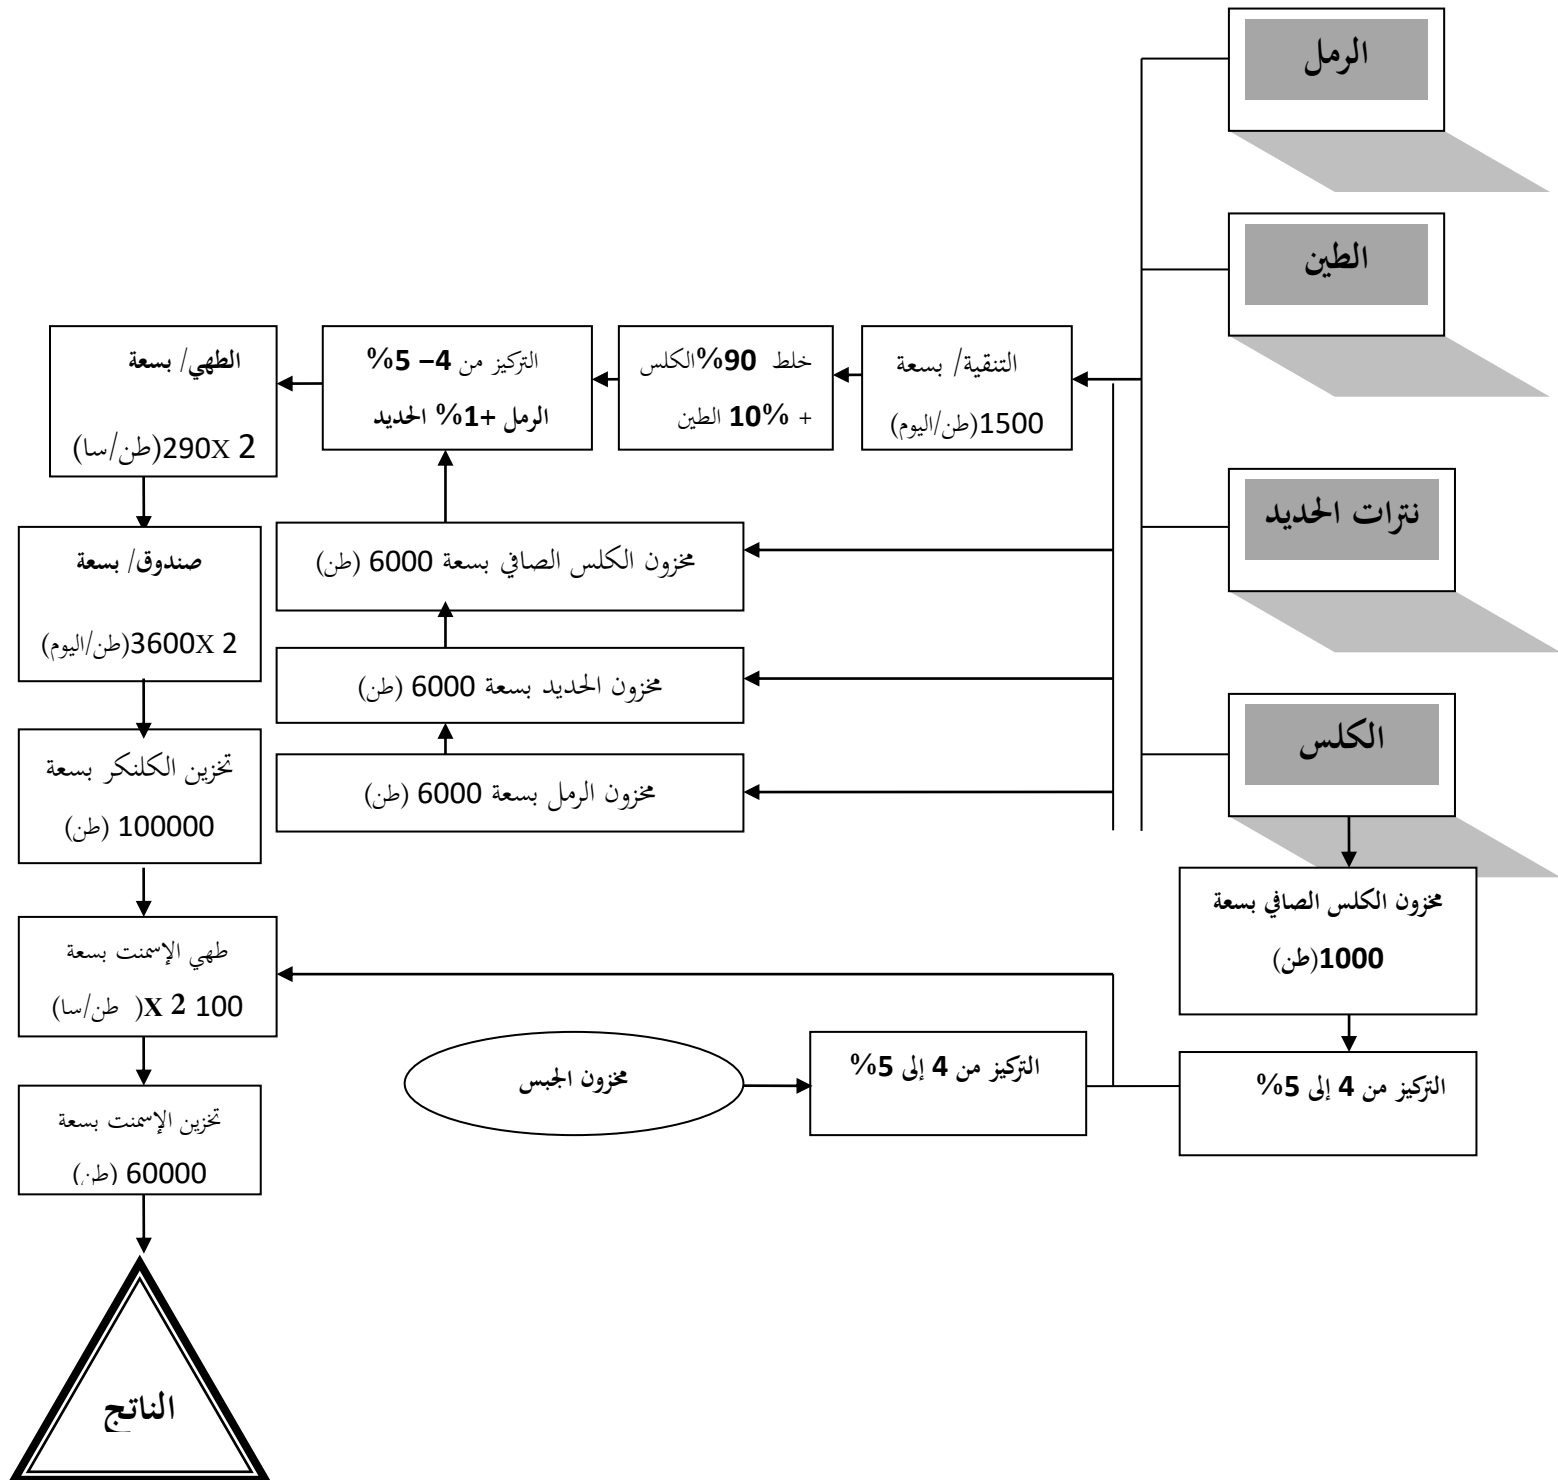 الرمل
الطين
نترات الحديد
الكلس
التنقية/ بسعة
1500(طن/اليوم)
خلط 90%الكلس
+ 10% الطين
التركيز من 4– 5%
الرمل +1% الحديد
الطهي/ بسعة
290X 2(طن/سا)
صندوق/ بسعة
3600X 2(طن/اليوم)
مخزون الكلس الصافي بسعة 6000 (طن)
مخزون الحديد بسعة 6000 (طن)
مخزون الرمل بسعة 6000 (طن)
تخزين الكلنكر بسعة
100000 (طن)
مخزون الكلس الصافي بسعة
1000(طن)
طهي الإسمنت بسعة
100 X 2( طن/سا)
التركيز من 4 إلى 5%
التركيز من 4 إلى 5%
مخزون الجبس
تخزين الإسمنت بسعة
60000 (طن)
الناتج